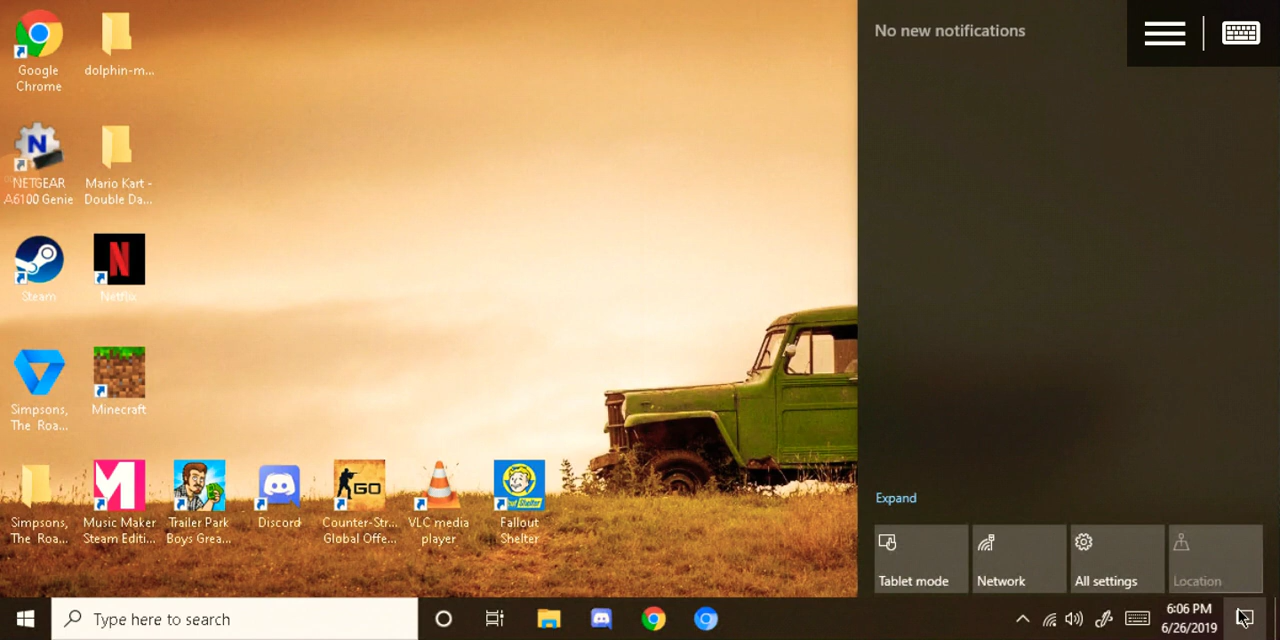 No new notifications
Google
Chrome
dolphin-m...
NETGEAR
A6100 Genie
N
Mario Kart -
Double Da...
Steam
N
Netflix
Simpsons,
The Roa...
Minecraft
Simpsons,
The Roa...
M
Music Maker
Steam Editi...
Trailer Park
Boys Grea...
Discord
GO
Counter-Str...
Global Offe...
VLC media
player
Fallout
Shelter
Expand
Tablet mode
Network
All settings
Location
Type here to search
6:06 PM
6/26/2019